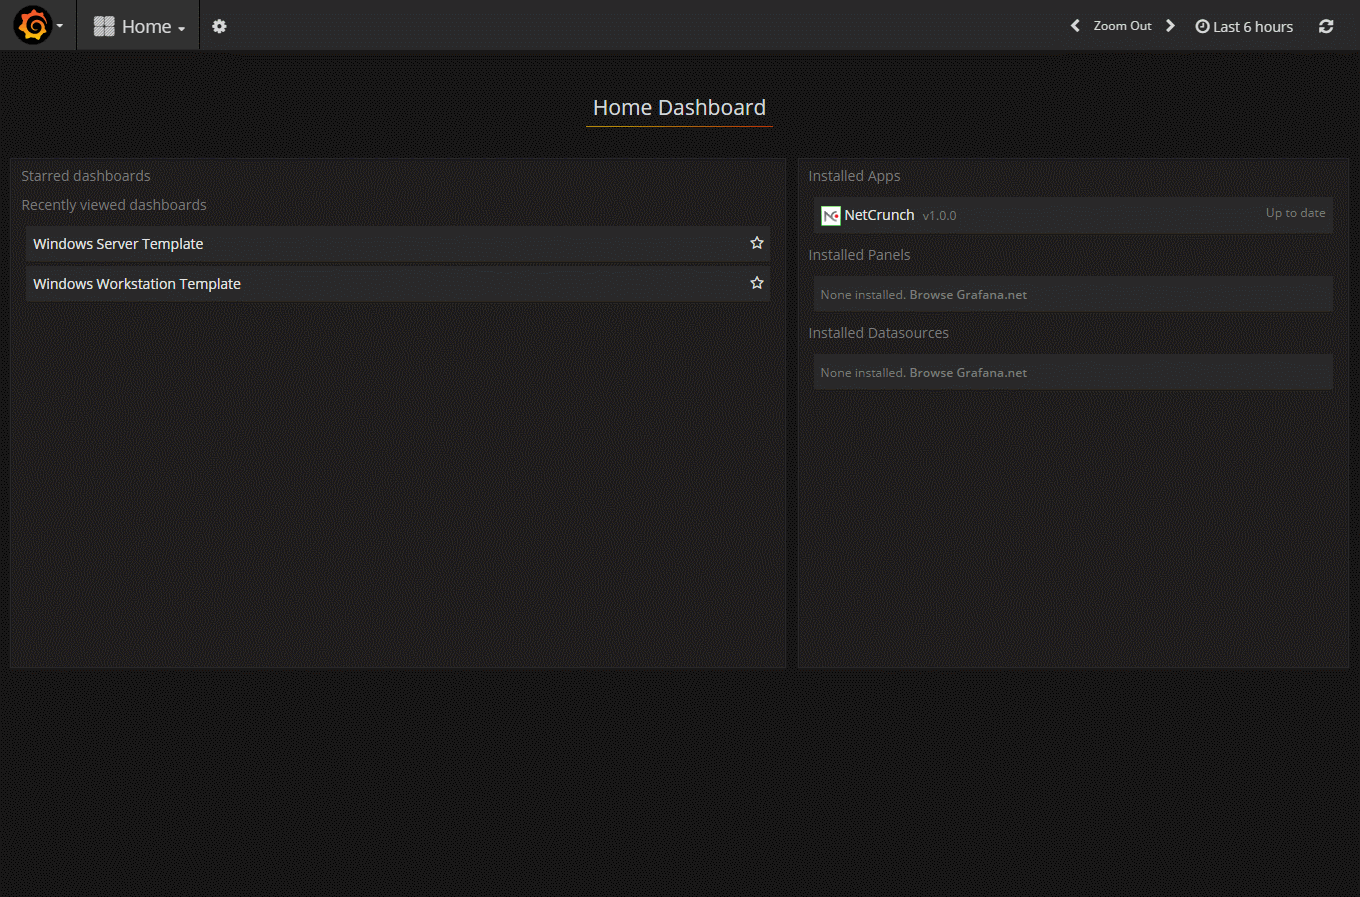 Home
Zoom Out
Last 6 hours
Home Dashboard
Starred dashboards
Recently viewed dashboards
Windows Server Template
Windows Workstation Template
Installed Apps
NetCrunch v1.0.0 Up to date
Installed Panels
None installed. Browse Grafana.net
Installed Datasources
None installed. Browse Grafana.net